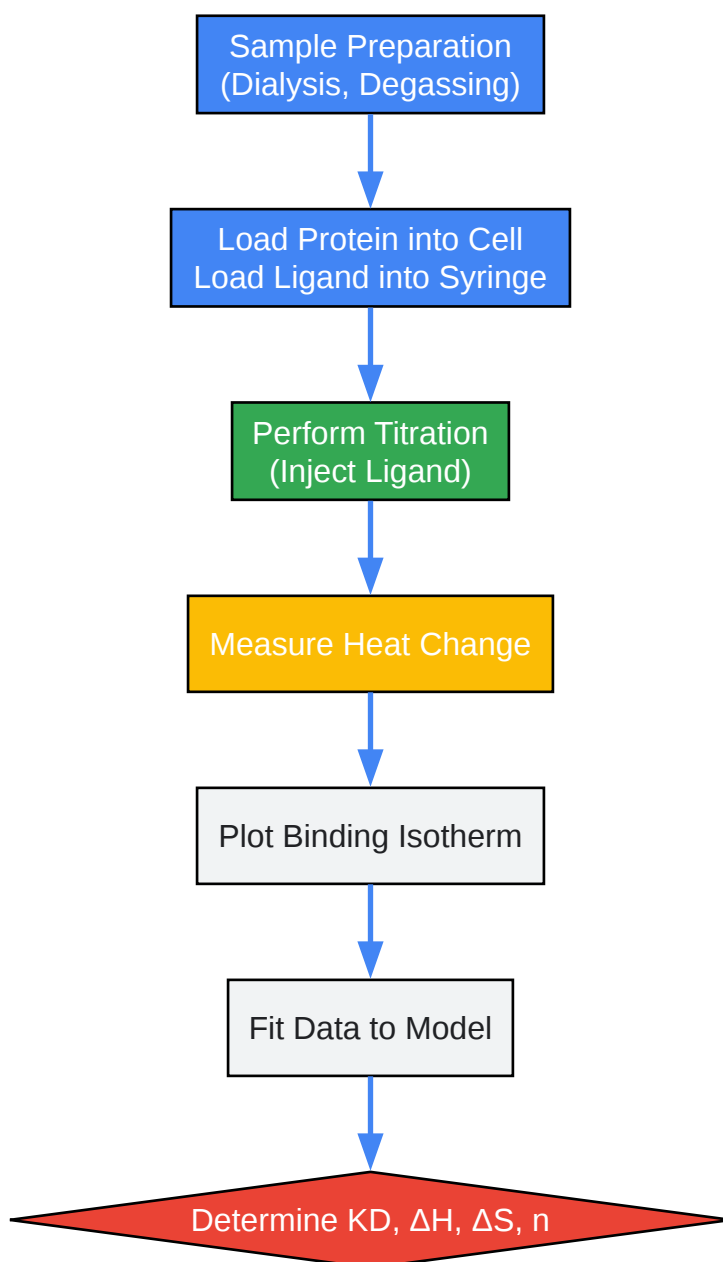 Sample Preparation
(Dialysis, Degassing)
Load Protein into Cell
Load Ligand into Syringe
Perform Titration
(Inject Ligand)
Measure Heat Change
Plot Binding Isotherm
Fit Data to Model
Determine KD, ΔH, ΔS, n